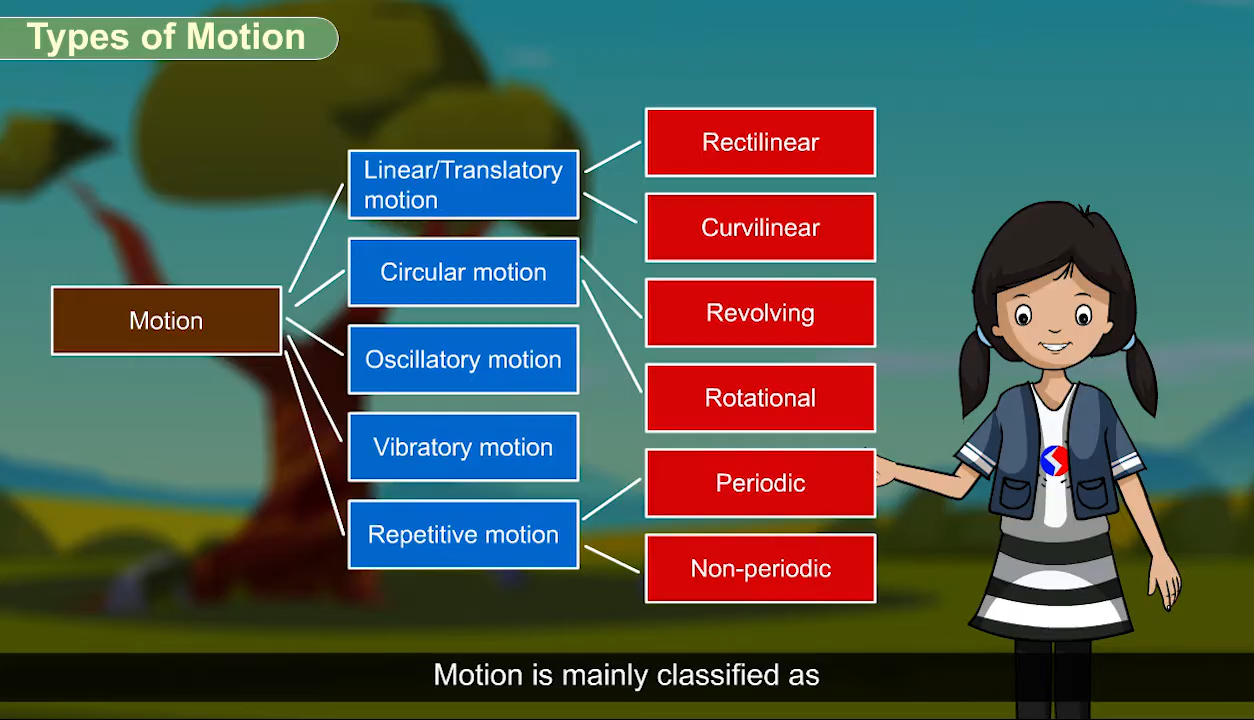 Types of Motion
Motion
Linear/Translatory
motion
Circular motion
Oscillatory motion
Vibratory motion
Repetitive motion
Rectilinear
Curvilinear
Revolving
Rotational
Periodic
Non-periodic
Motion is mainly classified as